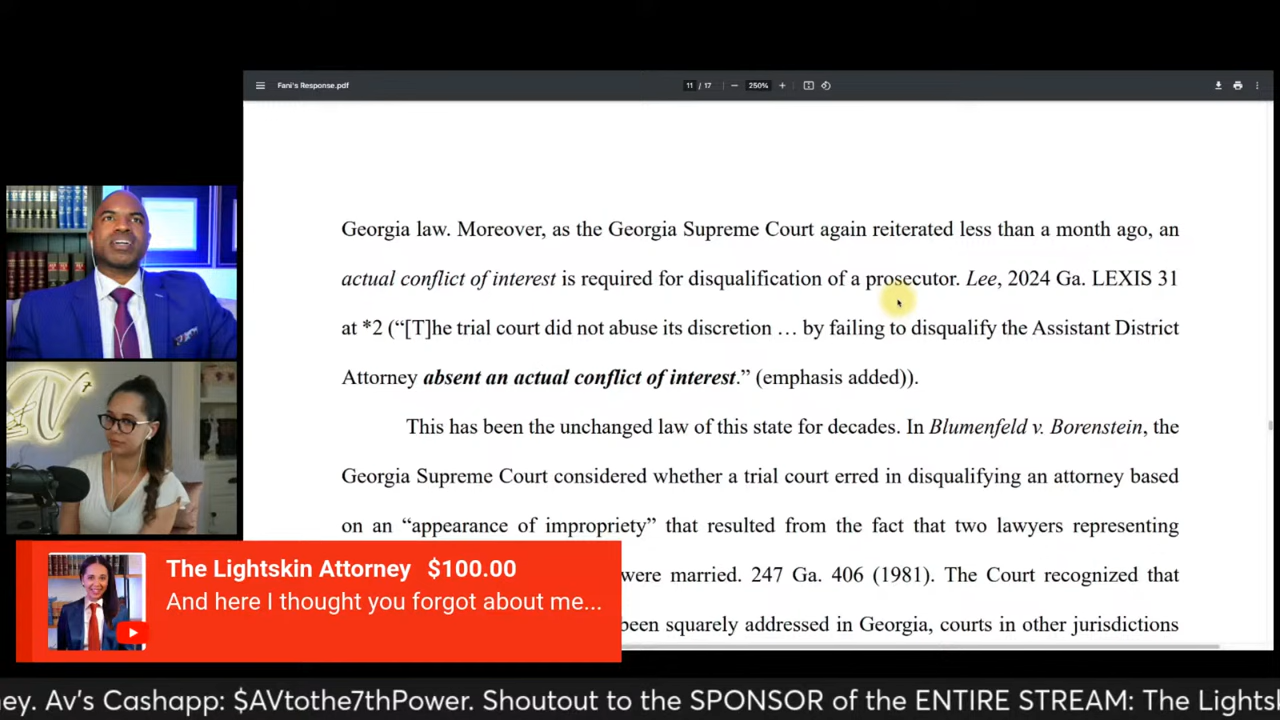 Fani's Response.pdf
11 / 17
250%
Georgia law. Moreover, as the Georgia Supreme Court again reiterated less than a month ago, an
actual conflict of interest is required for disqualification of a prosecutor. Lee, 2024 Ga. LEXIS 31
at *2 (“[T]he trial court did not abuse its discretion … by failing to disqualify the Assistant District
Attorney absent an actual conflict of interest.” (emphasis added)).
This has been the unchanged law of this state for decades. In Blumenfeld v. Borenstein, the
Georgia Supreme Court considered whether a trial court erred in disqualifying an attorney based
on an “appearance of impropriety” that resulted from the fact that two lawyers representing
were married. 247 Ga. 406 (1981). The Court recognized that
been squarely addressed in Georgia, courts in other jurisdictions
AV7
The Lightskin Attorney $100.00
And here I thought you forgot about me...
ney. Av's Cashapp: $AVtothe7thPower. Shoutout to the SPONSOR of the ENTIRE STREAM: The Lights